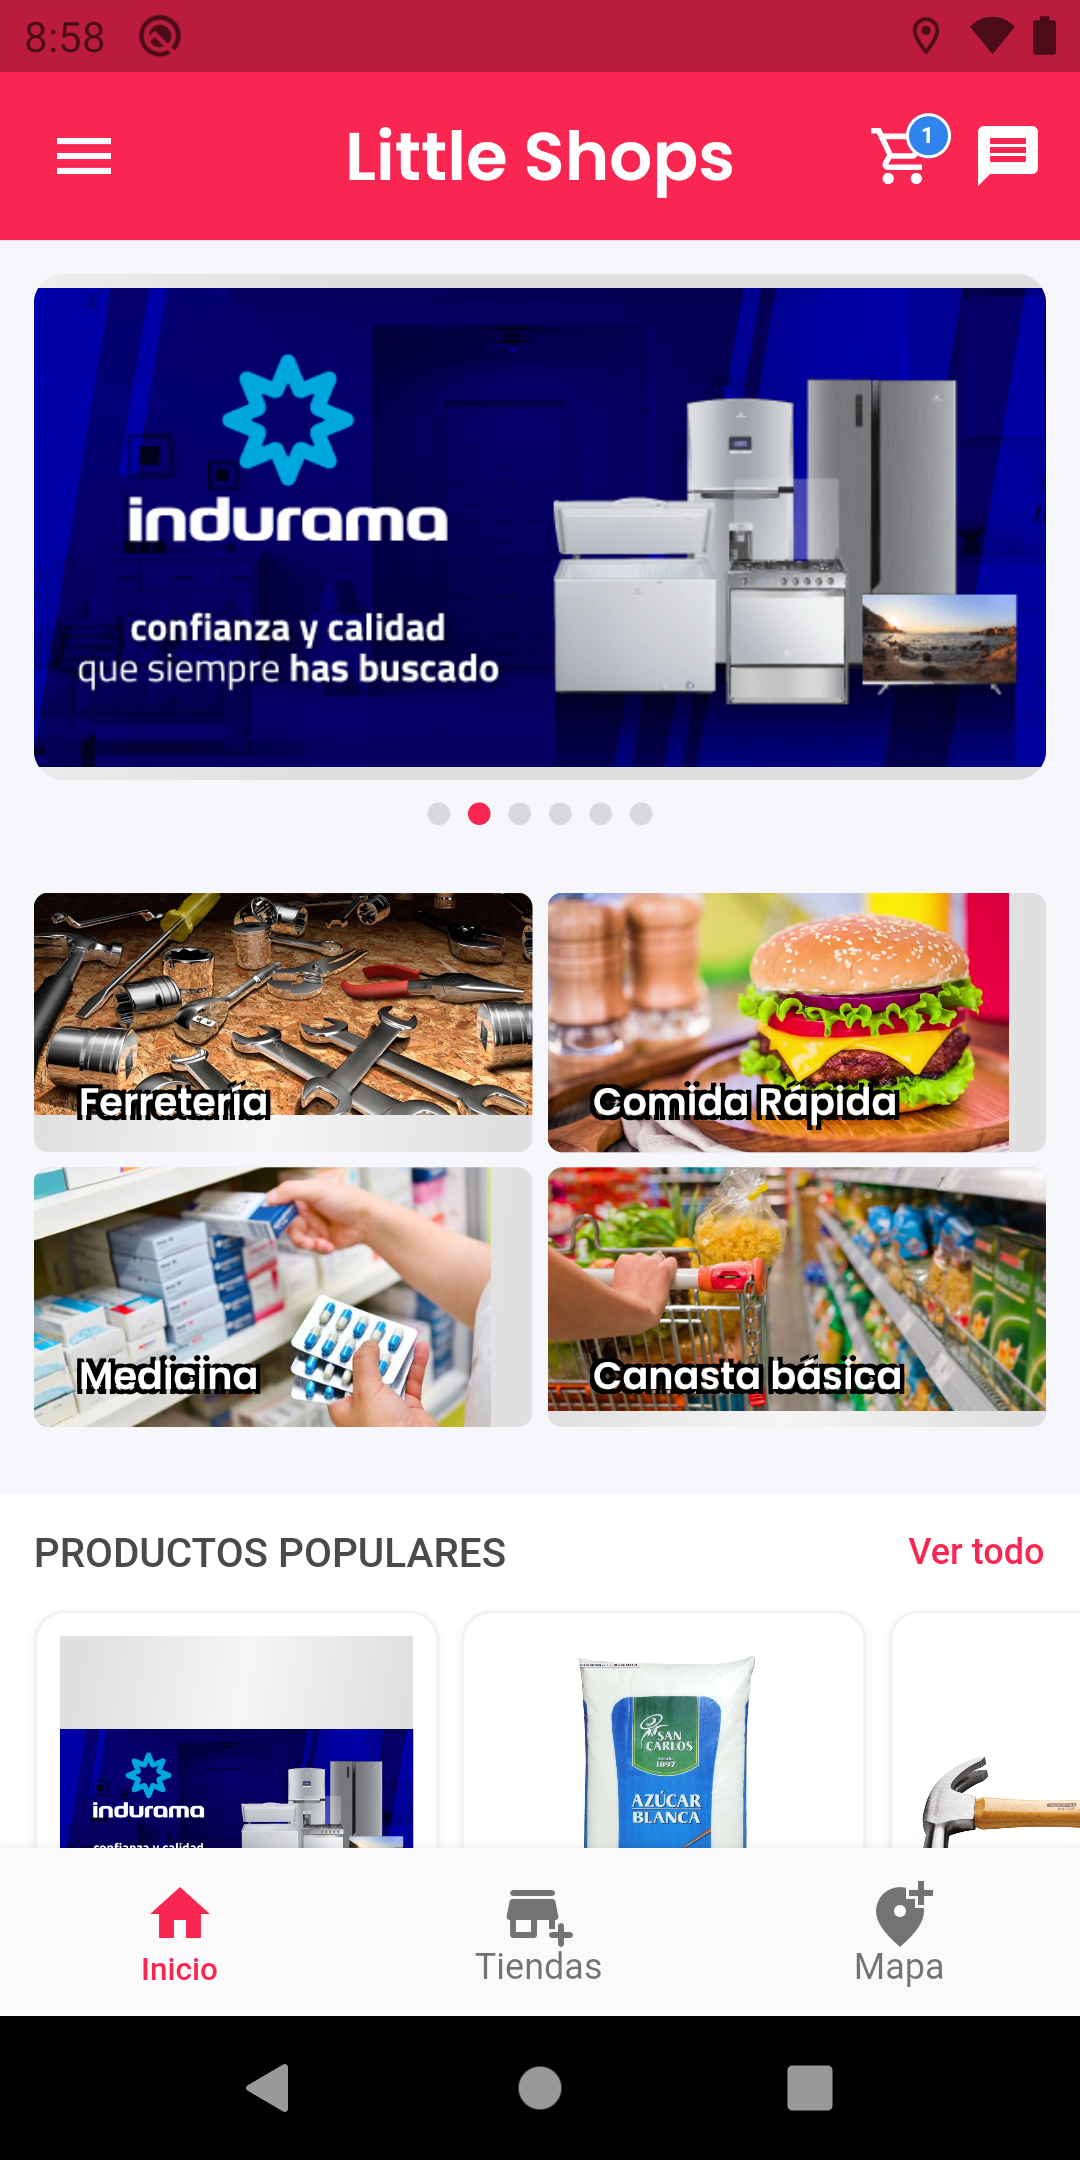 8:58
Little Shops
1
indurama
confianza y calidad
que siempre has buscado
Ferretería
Comida Rápida
Medicina
Canasta básica
PRODUCTOS POPULARES
Ver todo
indurama
confianza y calidad
SAN
CARLOS
Desde
1897
AZÚCAR
BLANCA
Inicio
Tiendas
Mapa